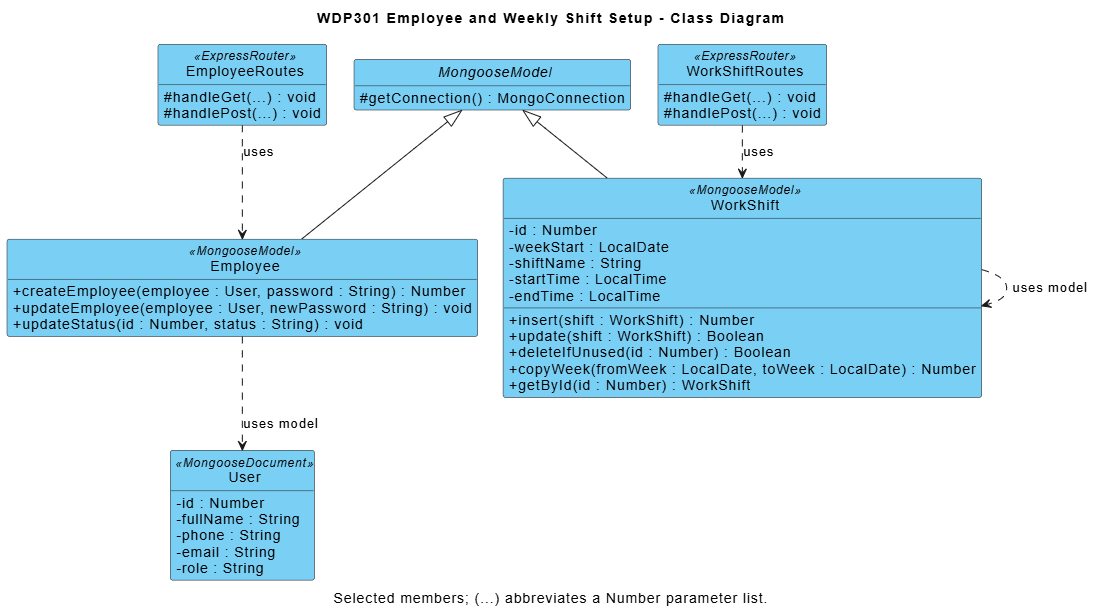 WDP301 Employee and Weekly Shift Setup - Class Diagram
«ExpressRouter»
EmployeeRoutes
#handleGet(...) : void
#handlePost(...) : void
MongooseModel
#getConnection() : MongoConnection
«ExpressRouter»
WorkShiftRoutes
#handleGet(...) : void
#handlePost(...) : void
uses
uses
«MongooseModel»
WorkShift
-id : Number
-weekStart : LocalDate
-shiftName : String
-startTime : LocalTime
-endTime : LocalTime
+insert(shift : WorkShift) : Number
+update(shift : WorkShift) : Boolean
+deleteIfUnused(id : Number) : Boolean
+copyWeek(fromWeek : LocalDate, toWeek : LocalDate) : Number
+getById(id : Number) : WorkShift
uses model
«MongooseModel»
Employee
+createEmployee(employee : User, password : String) : Number
+updateEmployee(employee : User, newPassword : String) : void
+updateStatus(id : Number, status : String) : void
uses model
«MongooseDocument»
User
-id : Number
-fullName : String
-phone : String
-email : String
-role : String
Selected members; (...) abbreviates a Number parameter list.